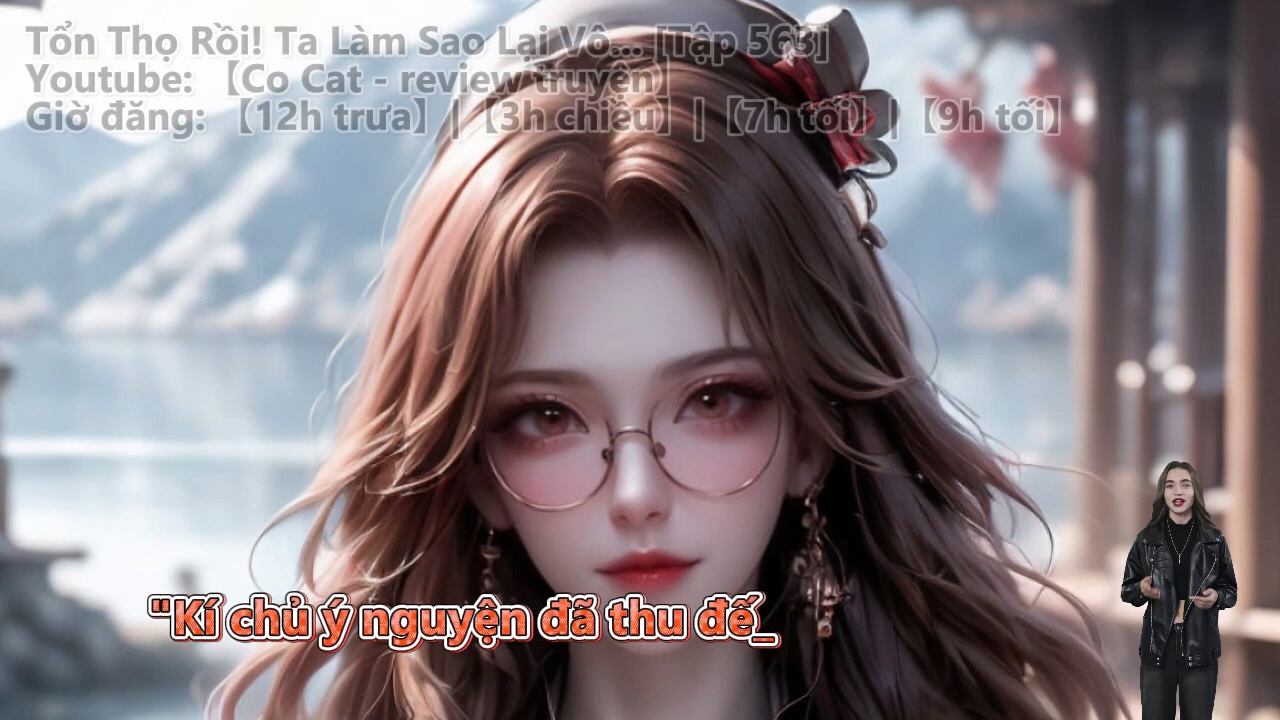 Tổn Thọ Rồi! Ta Làm Sao Lại Vô... [Tập 563]
Youtube: 【Co Cat - review truyện】
Giờ đăng: 【12h trưa】 | 【3h chiều】 | 【7h tối】 | 【9h tối】
"Kí chủ ý nguyện đã thu đế_